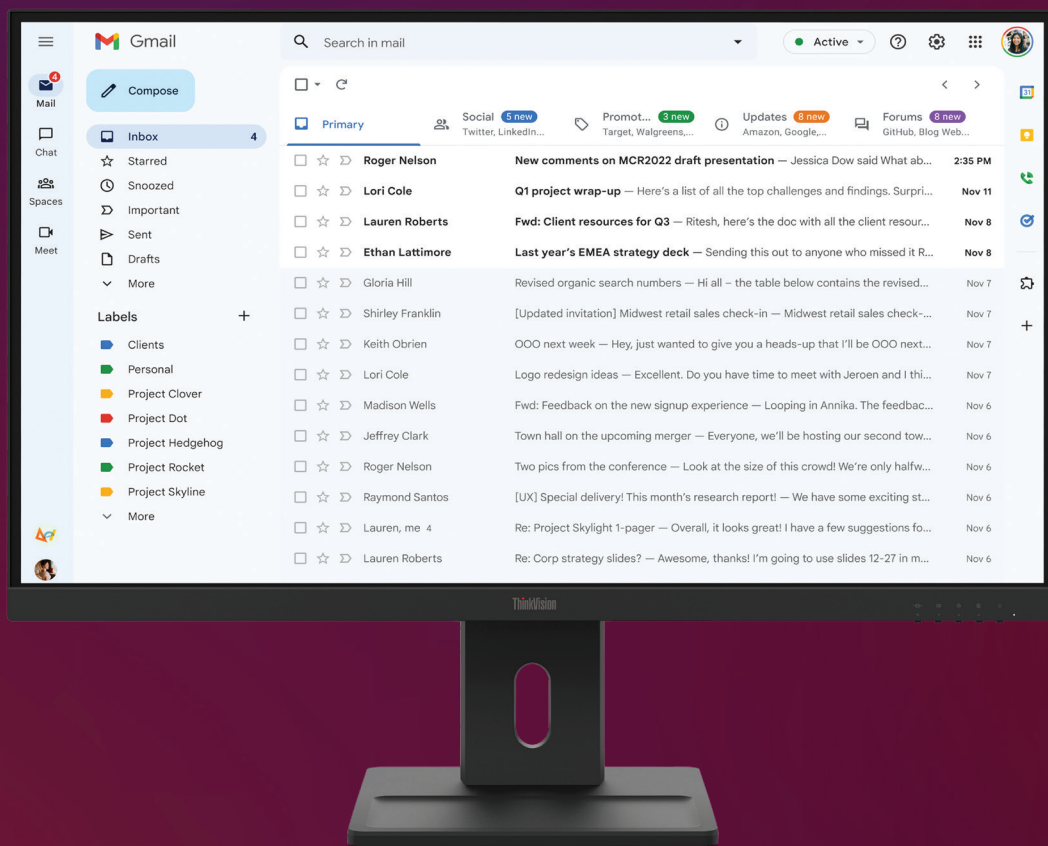 Gmail
Search in mail
Active
4
Mail
Chat
Spaces
Meet
Compose
Inbox 4
Starred
Snoozed
Important
Sent
Drafts
More
Labels
Clients
Personal
Project Clover
Project Dot
Project Hedgehog
Project Rocket
Project Skyline
More
Primary
Social 5 new
Twitter, LinkedIn...
Promot... 3 new
Target, Walgreens,...
Updates 8 new
Amazon, Google,...
Forums 8 new
GitHub, Blog Web...
Roger Nelson New comments on MCR2022 draft presentation — Jessica Dow said What ab... 2:35 PM
Lori Cole Q1 project wrap-up — Here's a list of all the top challenges and findings. Surpri... Nov 11
Lauren Roberts Fwd: Client resources for Q3 — Ritesh, here's the doc with all the client resour... Nov 8
Ethan Lattimore Last year's EMEA strategy deck — Sending this out to anyone who missed it R... Nov 8
Gloria Hill Revised organic search numbers — Hi all – the table below contains the revised... Nov 7
Shirley Franklin [Updated invitation] Midwest retail sales check-in — Midwest retail sales check-... Nov 7
Keith Obrien OOO next week — Hey, just wanted to give you a heads-up that I'll be OOO next... Nov 7
Lori Cole Logo redesign ideas — Excellent. Do you have time to meet with Jeroen and I thi... Nov 7
Madison Wells Fwd: Feedback on the new signup experience — Looping in Annika. The feedbac... Nov 6
Jeffrey Clark Town hall on the upcoming merger — Everyone, we'll be hosting our second tow... Nov 6
Roger Nelson Two pics from the conference — Look at the size of this crowd! We're only halfw... Nov 6
Raymond Santos [UX] Special delivery! This month's research report! — We have some exciting st... Nov 6
Lauren, me 4 Re: Project Skylight 1-pager — Overall, it looks great! I have a few suggestions fo... Nov 6
Lauren Roberts Re: Corp strategy slides? — Awesome, thanks! I'm going to use slides 12-27 in m... Nov 6
31
ThinkVision